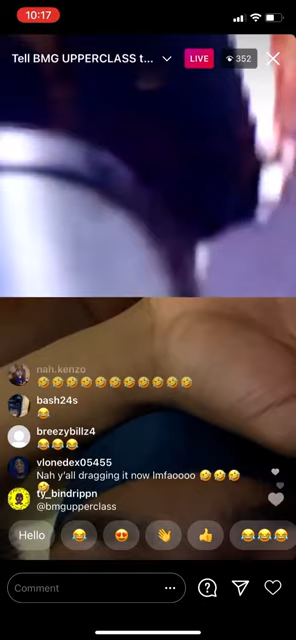 10:17
Tell BMG UPPERCLASS t...
LIVE
352
nah.kenzo
🤣🤣🤣🤣🤣🤣🤣🤣🤣🤣🤣
bash24s
😂
breezybillz4
😂😂😂
vlonedex05455
Nah y'all dragging it now lmfaoooo 🤣🤣🤣
🤣
ty_bindrippn
@bmgupperclass
Hello 😂 😍 👋 👍 😂😂😂
Comment